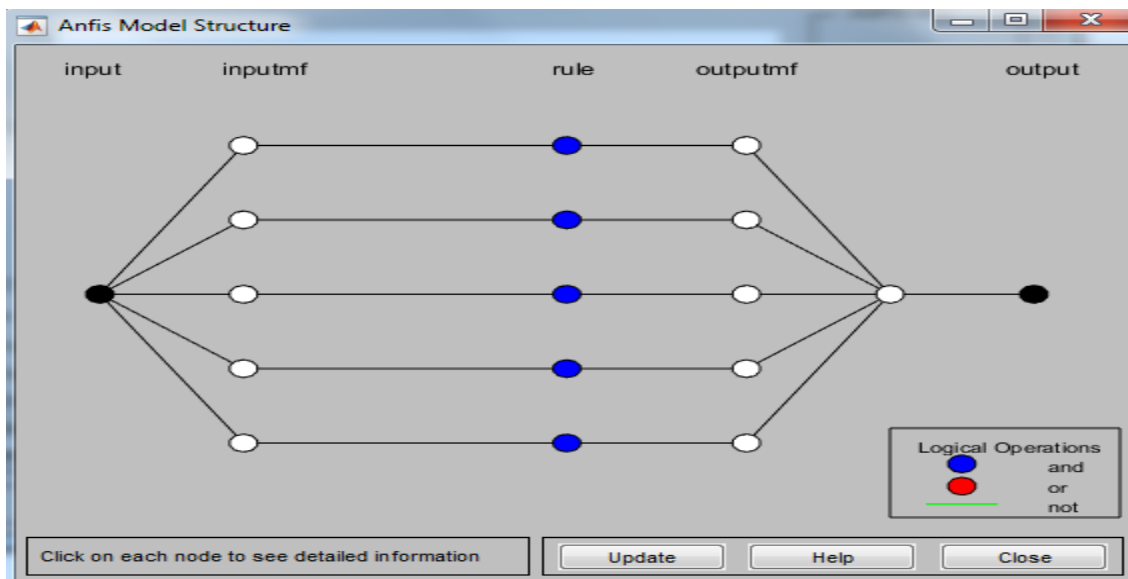 Anfis Model Structure
input inputmf rule outputmf output
Logical Operations
and
or
not
Click on each node to see detailed information
Update Help Close